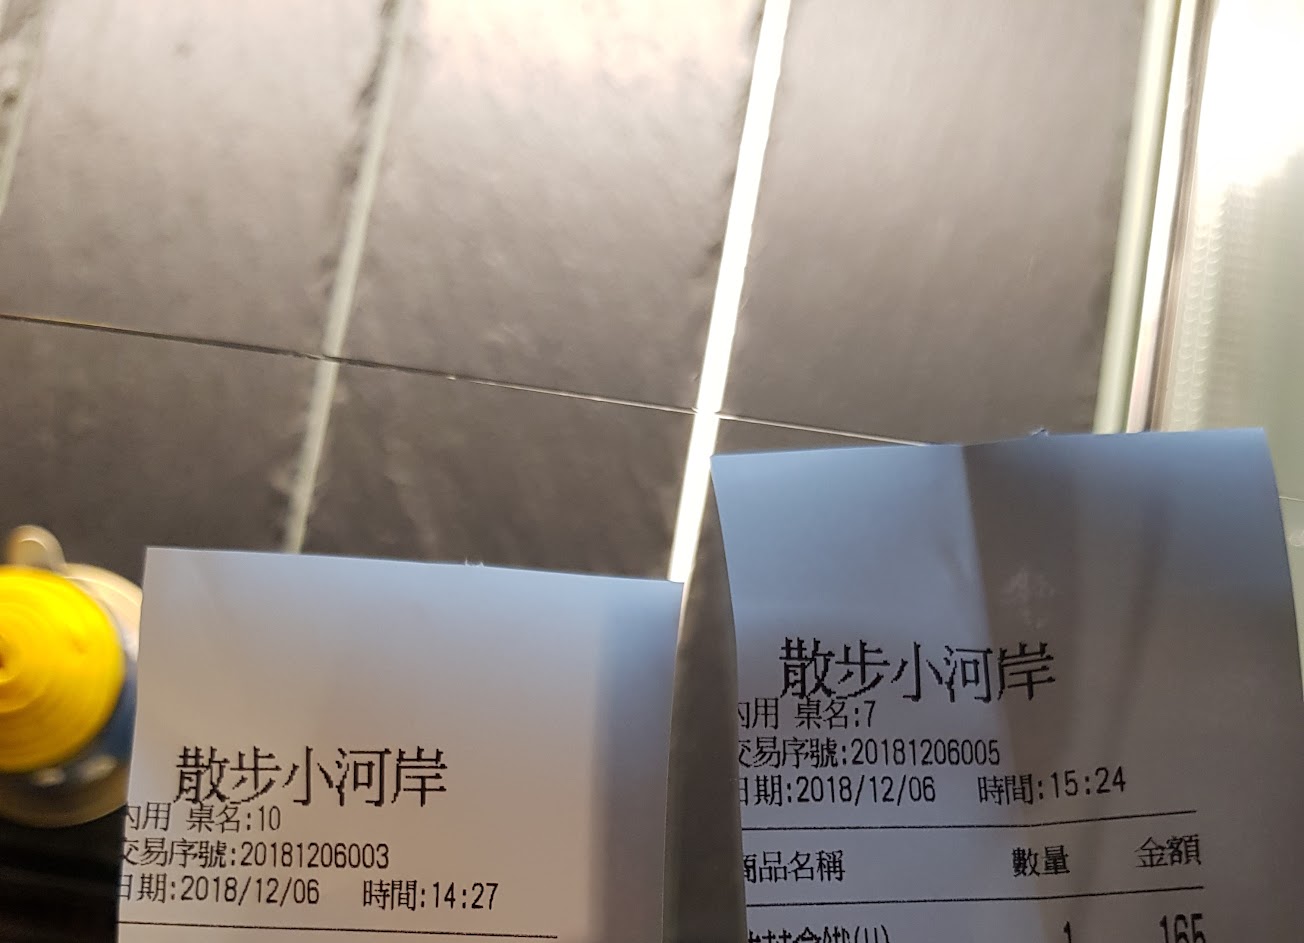 散步小河岸
內用 桌名:10
交易序號:20181206003
日期:2018/12/06 時間:14:27
散步小河岸
內用 桌名:7
交易序號:20181206005
日期:2018/12/06 時間:15:24
商品名稱 數量 金額
1 165